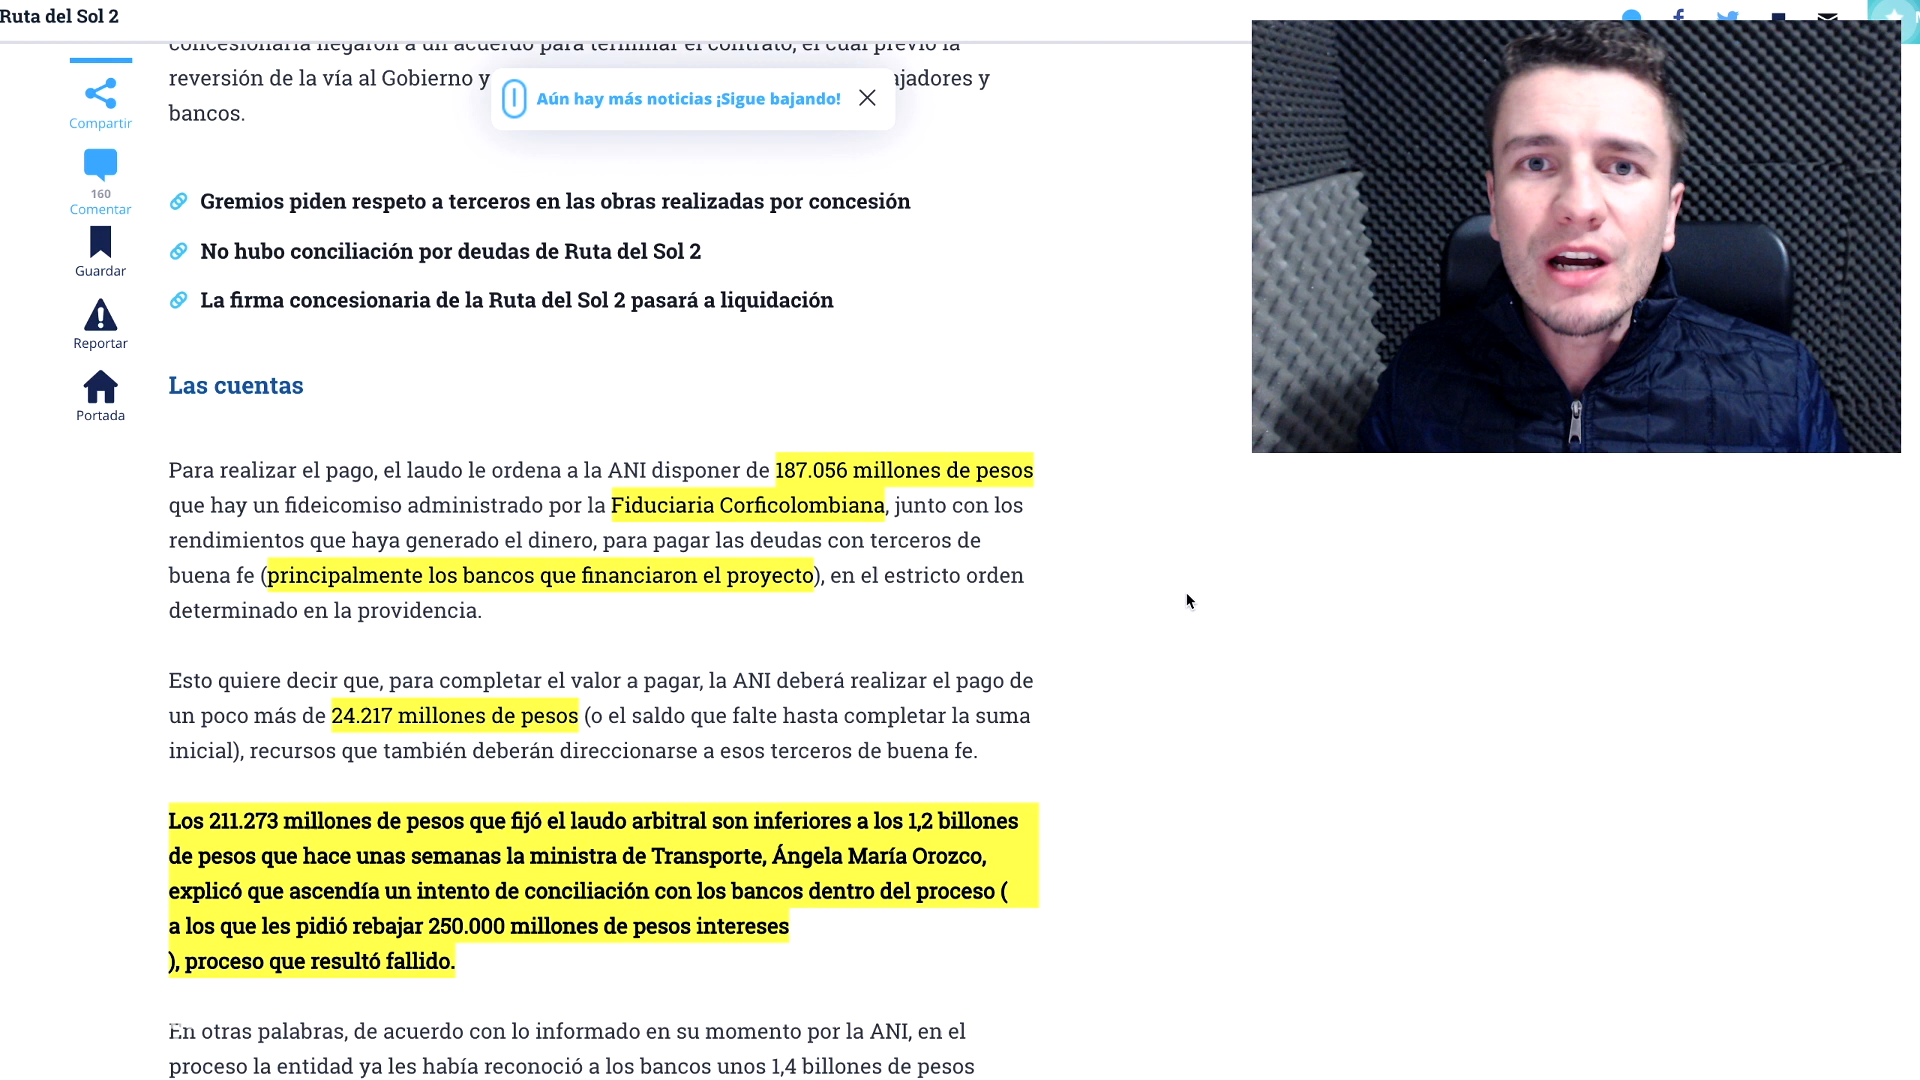 Ruta del Sol 2
concesionaria llegaron a un acuerdo para terminar el contrato, el cual previó la
reversión de la vía al Gobierno y
ajadores y
bancos.
Aún hay más noticias ¡Sigue bajando!
Compartir
160
Comentar
Guardar
Reportar
Portada
Gremios piden respeto a terceros en las obras realizadas por concesión
No hubo conciliación por deudas de Ruta del Sol 2
La firma concesionaria de la Ruta del Sol 2 pasará a liquidación
Las cuentas
Para realizar el pago, el laudo le ordena a la ANI disponer de 187.056 millones de pesos
que hay un fideicomiso administrado por la Fiduciaria Corficolombiana, junto con los
rendimientos que haya generado el dinero, para pagar las deudas con terceros de
buena fe (principalmente los bancos que financiaron el proyecto), en el estricto orden
determinado en la providencia.
Esto quiere decir que, para completar el valor a pagar, la ANI deberá realizar el pago de
un poco más de 24.217 millones de pesos (o el saldo que falte hasta completar la suma
inicial), recursos que también deberán direccionarse a esos terceros de buena fe.
Los 211.273 millones de pesos que fijó el laudo arbitral son inferiores a los 1,2 billones
de pesos que hace unas semanas la ministra de Transporte, Ángela María Orozco,
explicó que ascendía un intento de conciliación con los bancos dentro del proceso (
a los que les pidió rebajar 250.000 millones de pesos intereses
), proceso que resultó fallido.
En otras palabras, de acuerdo con lo informado en su momento por la ANI, en el
proceso la entidad ya les había reconoció a los bancos unos 1,4 billones de pesos